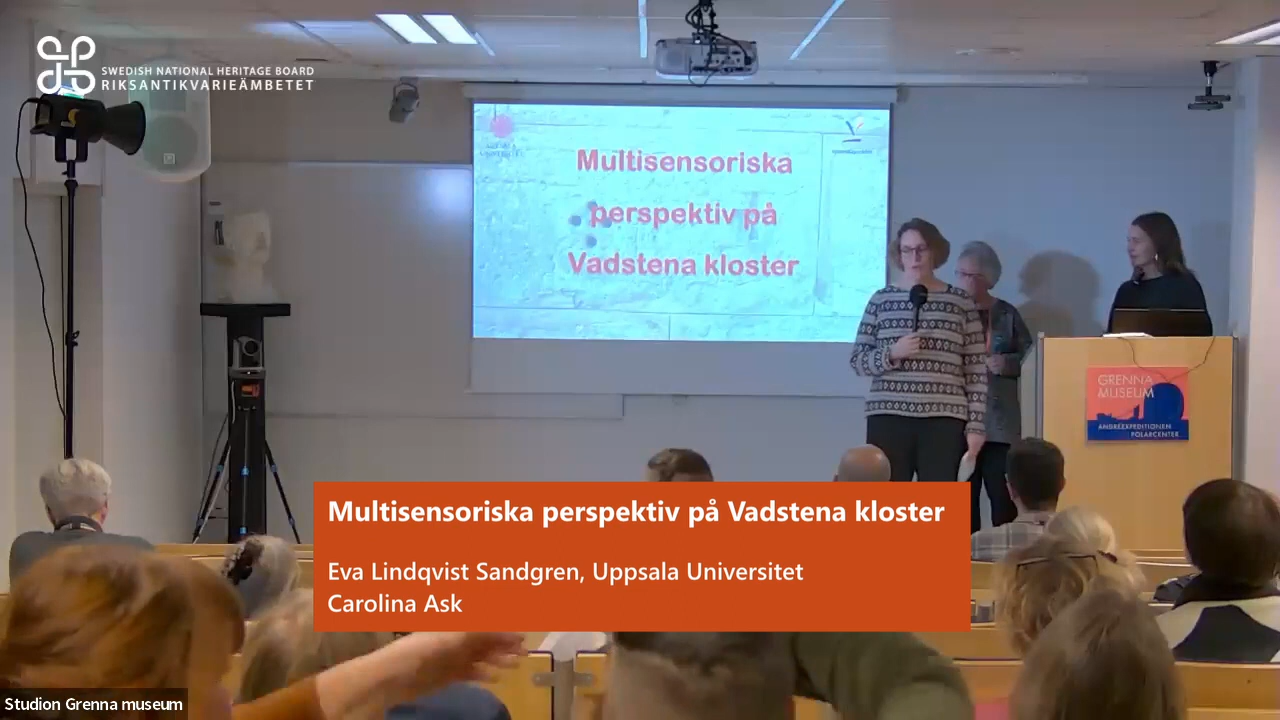 SWEDISH NATIONAL HERITAGE BOARD
RIKSANTIKVARIEÄMBETET
Multisensoriska
perspektiv på
Vadstena kloster
GRENNA
MUSEUM
ANDRÉEXPEDITIONEN
POLARCENTER
Multisensoriska perspektiv på Vadstena kloster
Eva Lindqvist Sandgren, Uppsala Universitet
Carolina Ask
Studion Grenna museum